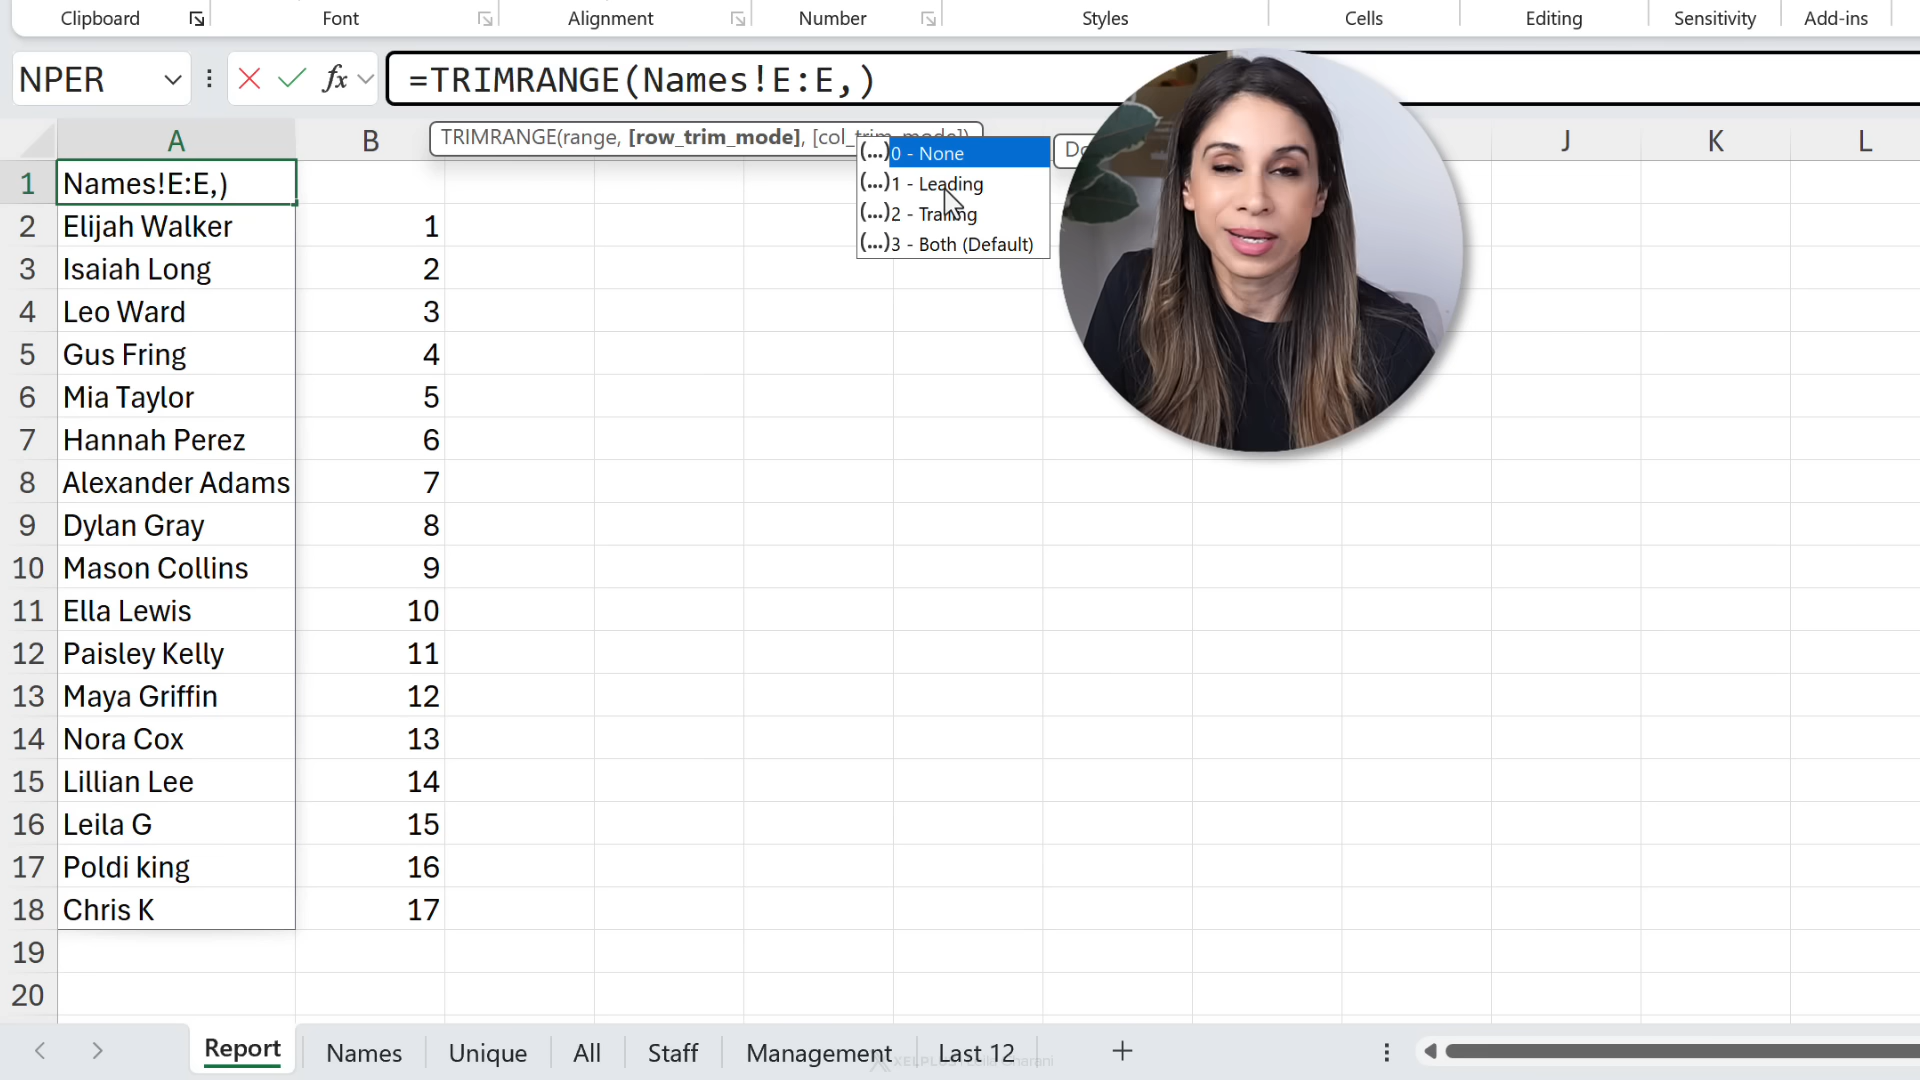 Clipboard Font Alignment Number Styles Cells Editing Sensitivity Add-ins
NPER fx =TRIMRANGE(Names!E:E,)
TRIMRANGE(range, [row_trim_mode], [col_trim_mode])
A B J K L
(...)0 - None
(...)1 - Leading
(...)2 - Trailing
(...)3 - Both (Default)
1 Names!E:E,)
2 Elijah Walker 1
3 Isaiah Long 2
4 Leo Ward 3
5 Gus Fring 4
6 Mia Taylor 5
7 Hannah Perez 6
8 Alexander Adams 7
9 Dylan Gray 8
10 Mason Collins 9
11 Ella Lewis 10
12 Paisley Kelly 11
13 Maya Griffin 12
14 Nora Cox 13
15 Lillian Lee 14
16 Leila G 15
17 Poldi king 16
18 Chris K 17
19
20
Report Names Unique All Staff Management Last 12